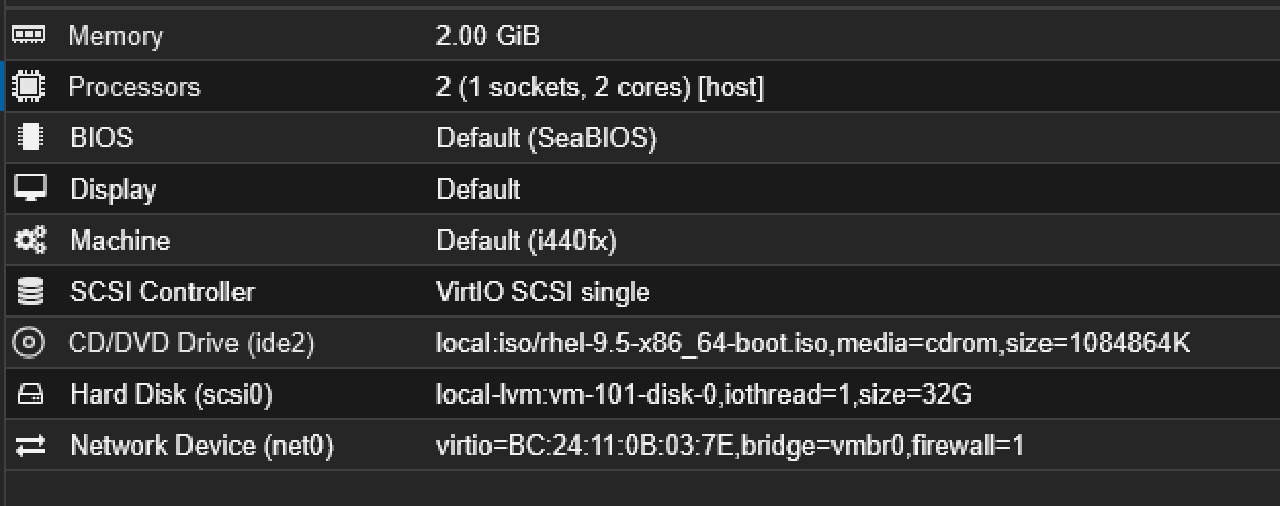 Memory 2.00 GiB
Processors 2 (1 sockets, 2 cores) [host]
BIOS Default (SeaBIOS)
Display Default
Machine Default (i440fx)
SCSI Controller VirtIO SCSI single
CD/DVD Drive (ide2) local:iso/rhel-9.5-x86_64-boot.iso,media=cdrom,size=1084864K
Hard Disk (scsi0) local-lvm:vm-101-disk-0,iothread=1,size=32G
Network Device (net0) virtio=BC:24:11:0B:03:7E,bridge=vmbr0,firewall=1